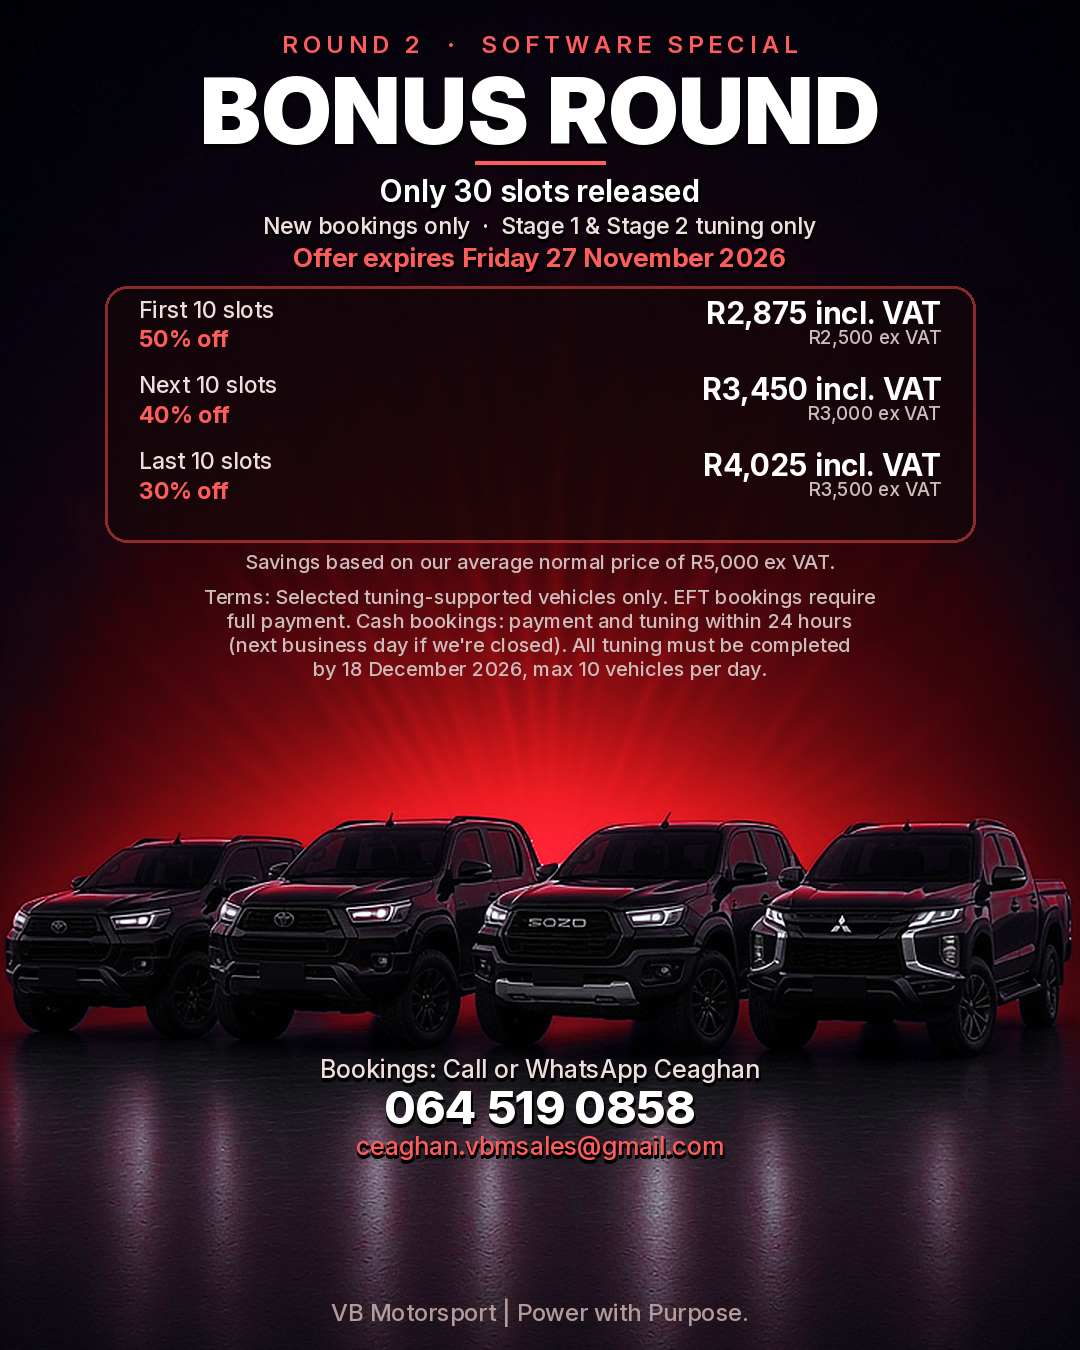 ROUND 2 · SOFTWARE SPECIAL
BONUS ROUND
Only 30 slots released
New bookings only · Stage 1 & Stage 2 tuning only
Offer expires Friday 27 November 2026
First 10 slots
50% off
R2,875 incl. VAT
R2,500 ex VAT
Next 10 slots
40% off
R3,450 incl. VAT
R3,000 ex VAT
Last 10 slots
30% off
R4,025 incl. VAT
R3,500 ex VAT
Savings based on our average normal price of R5,000 ex VAT.
Terms: Selected tuning-supported vehicles only. EFT bookings require
full payment. Cash bookings: payment and tuning within 24 hours
(next business day if we're closed). All tuning must be completed
by 18 December 2026, max 10 vehicles per day.
SOZO
Bookings: Call or WhatsApp Ceaghan
064 519 0858
ceaghan.vbmsales@gmail.com
VB Motorsport | Power with Purpose.